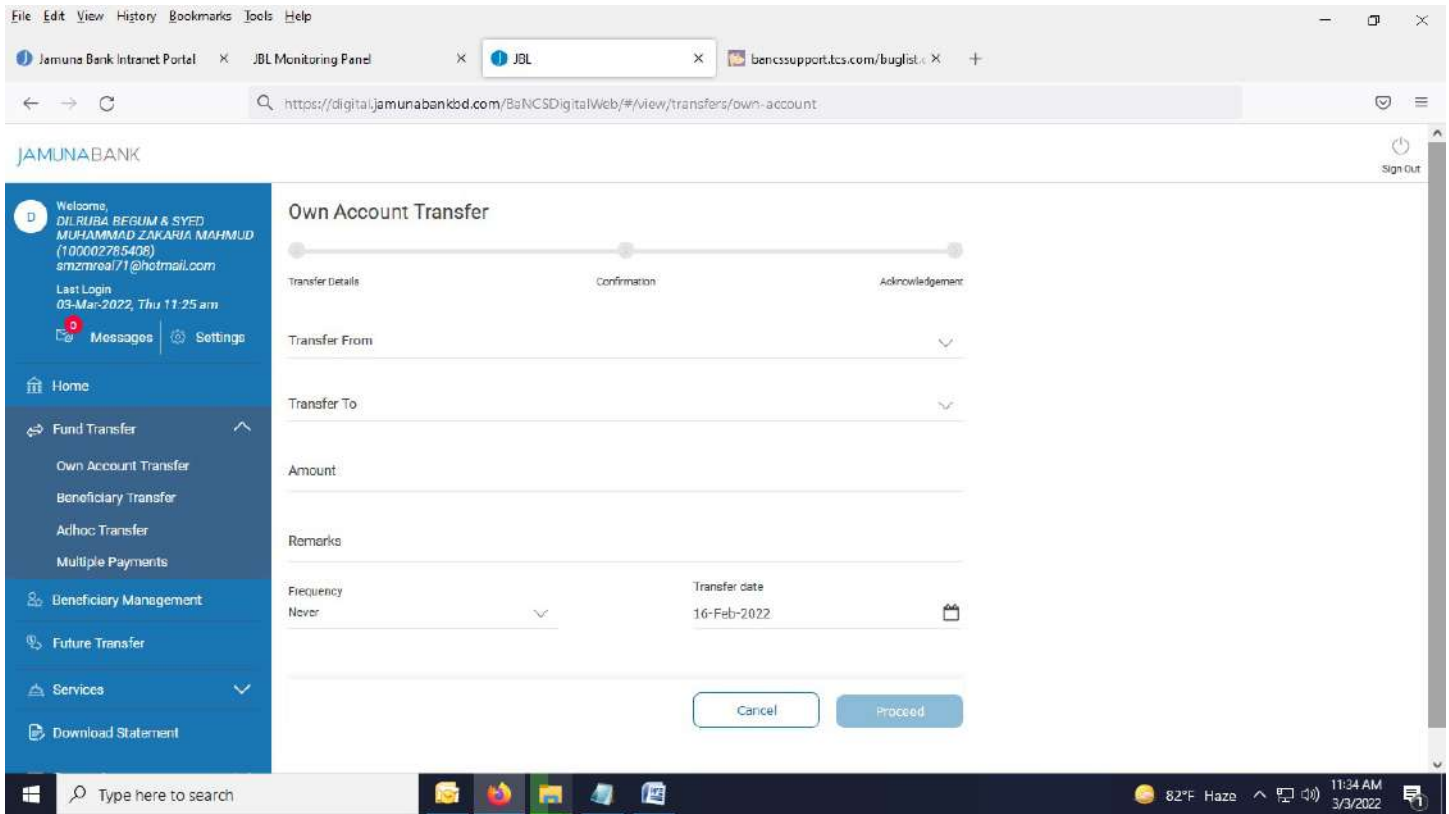 File Edit View History Bookmarks Tools Help
Jamuna Bank Intranet Portal
JBL Monitoring Panel
JBL
bancssupport.tcs.com/buglist.c
https://digital.jamunabankbd.com/BaNCSDigitalWeb/#/view/transfers/own-account
JAMUNABANK
Sign Out
D
Welcome,
DILRUBA BEGUM & SYED
MUHAMMAD ZAKARIA MAHMUD
(100002785408)
smzmreal71@hotmail.com
Last Login
03-Mar-2022, Thu 11:25 am
0
Messages
Settings
Home
Fund Transfer
Own Account Transfer
Beneficiary Transfer
Adhoc Transfer
Multiple Payments
Beneficiary Management
Future Transfer
Services
Download Statement
Own Account Transfer
Transfer Details
Confirmation
Acknowledgement
Transfer From
Transfer To
Amount
Remarks
Frequency
Never
Transfer date
16-Feb-2022
Cancel
Proceed
Type here to search
82°F Haze
11:34 AM
3/3/2022
1